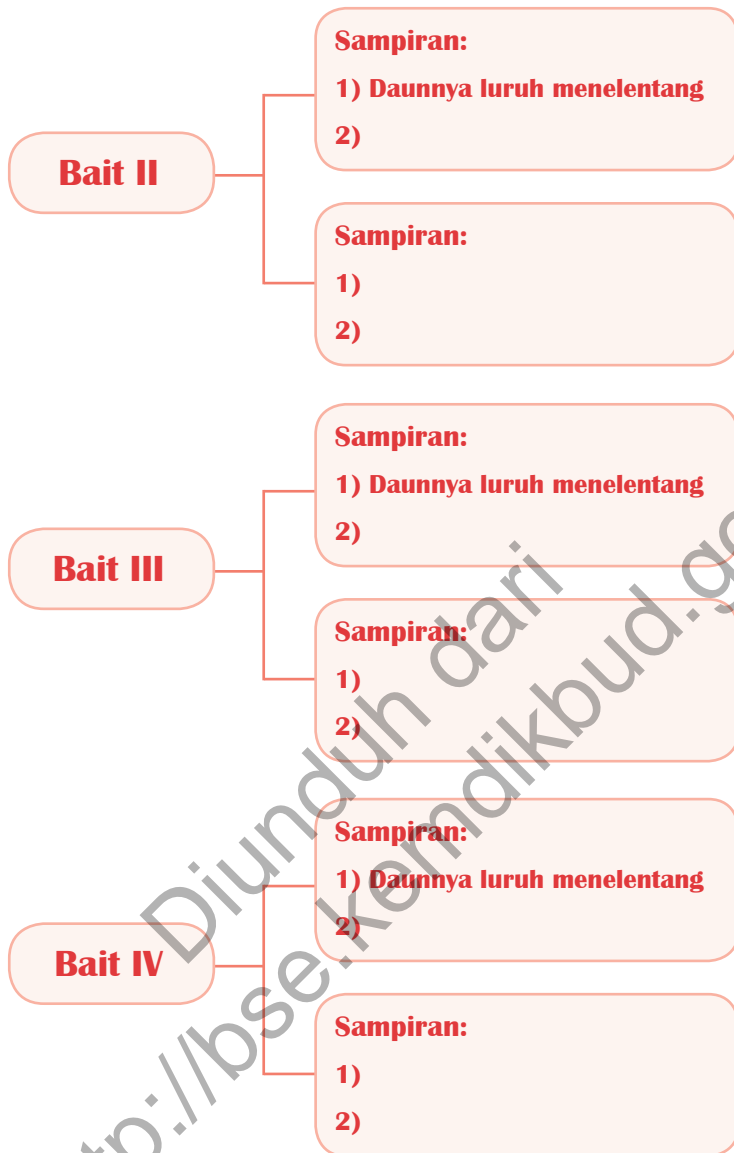 Bait II
Sampiran:
1) Daunnya luruh menelentang
2)
Sampiran:
1)
2)
Bait III
Sampiran:
1) Daunnya luruh menelentang
2)
Sampiran:
1)
2)
Bait IV
Sampiran:
1) Daunnya luruh menelentang
2)
Sampiran:
1)
2)
Diunduh dari
tp://bse.kemdikbud.go